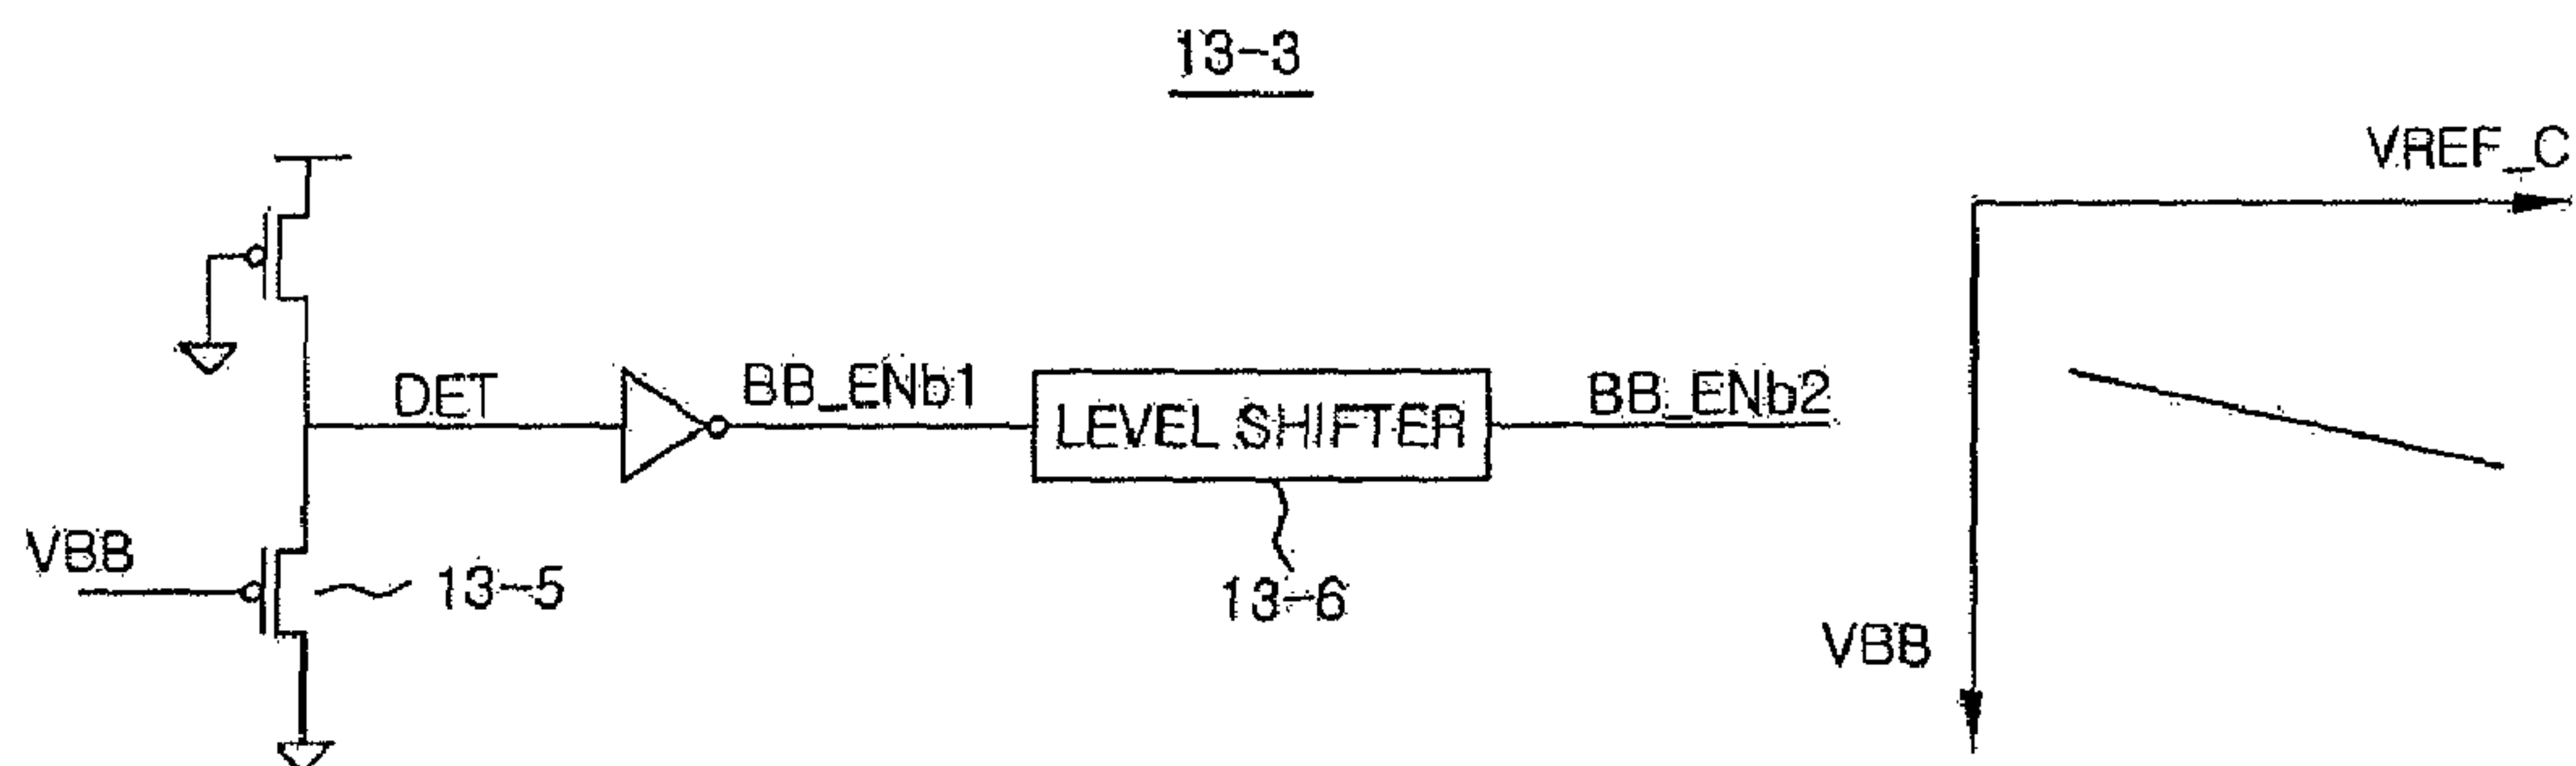 13-3
VREF_C
DET
BB_ENb1
LEVEL SHIFTER
BB_ENb2
VBB
13-5
13-6
VBB